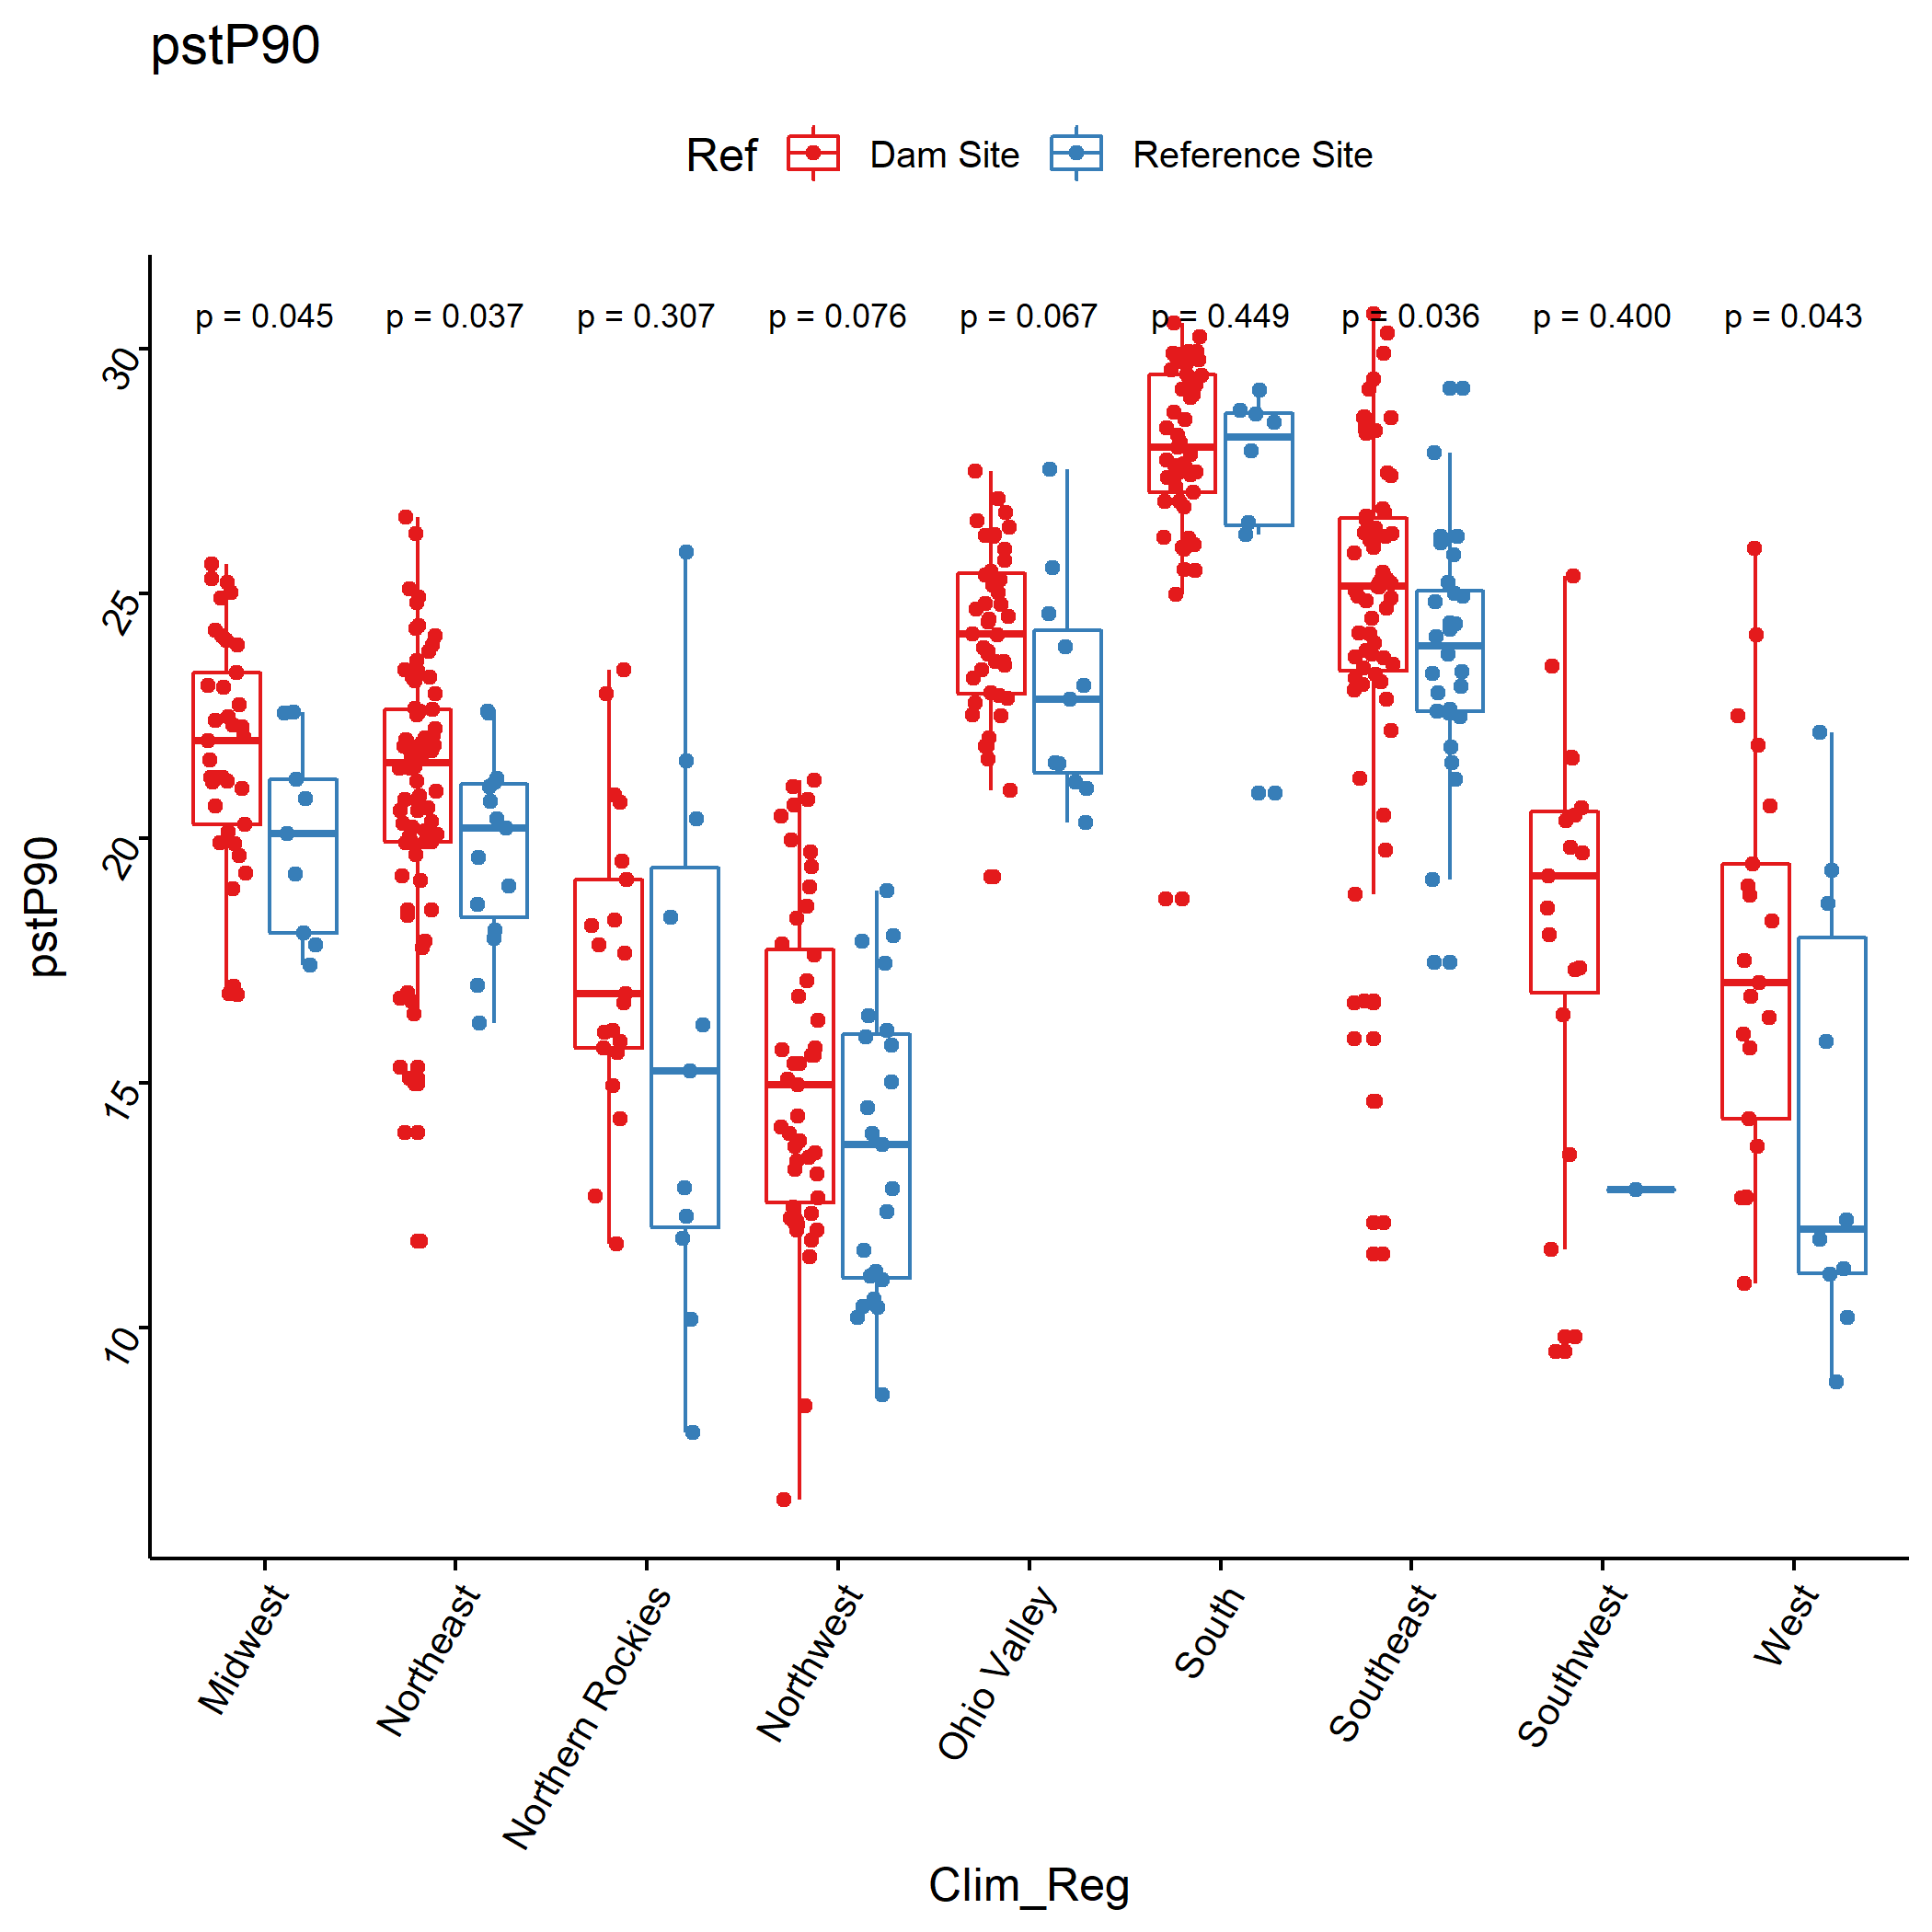 pstP90
Ref Dam Site Reference Site
p = 0.045 p = 0.037 p = 0.307 p = 0.076 p = 0.067 p = 0.449 p = 0.036 p = 0.400 p = 0.043
30
25
20
15
10
pstP90
Midwest Northeast Northern Rockies Northwest Ohio Valley South Southeast Southwest West
Clim_Reg